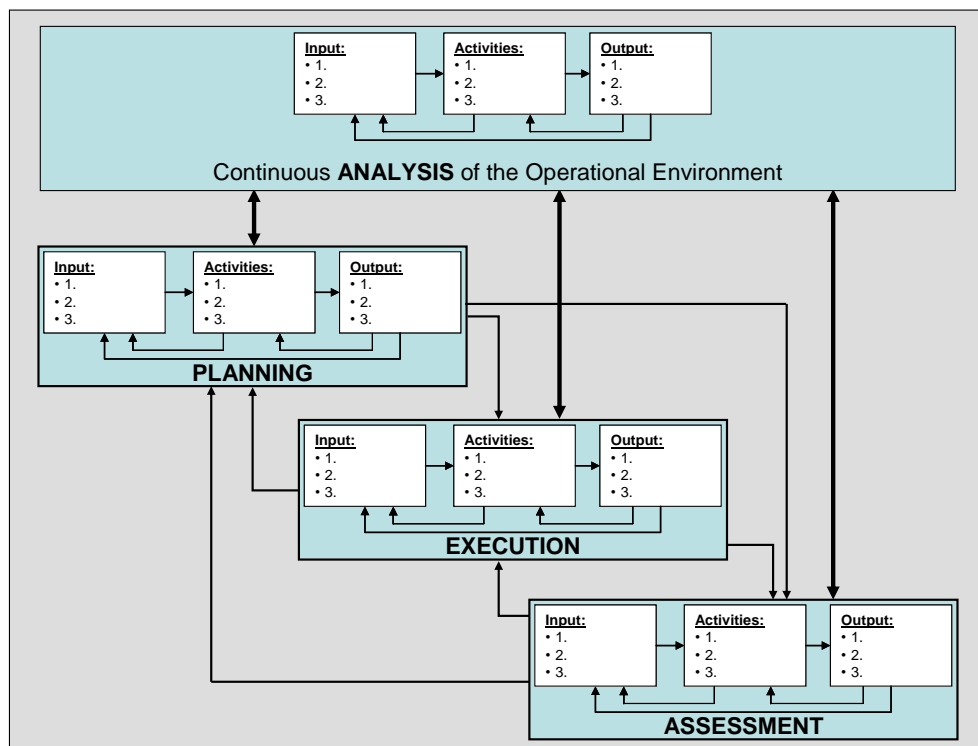 Input:
• 1.
• 2.
• 3.
Activities:
• 1.
• 2.
• 3.
Output:
• 1.
• 2.
• 3.
Continuous ANALYSIS of the Operational Environment
Input:
• 1.
• 2.
• 3.
Activities:
• 1.
• 2.
• 3.
Output:
• 1.
• 2.
• 3.
PLANNING
Input:
• 1.
• 2.
• 3.
Activities:
• 1.
• 2.
• 3.
Output:
• 1.
• 2.
• 3.
EXECUTION
Input:
• 1.
• 2.
• 3.
Activities:
• 1.
• 2.
• 3.
Output:
• 1.
• 2.
• 3.
ASSESSMENT